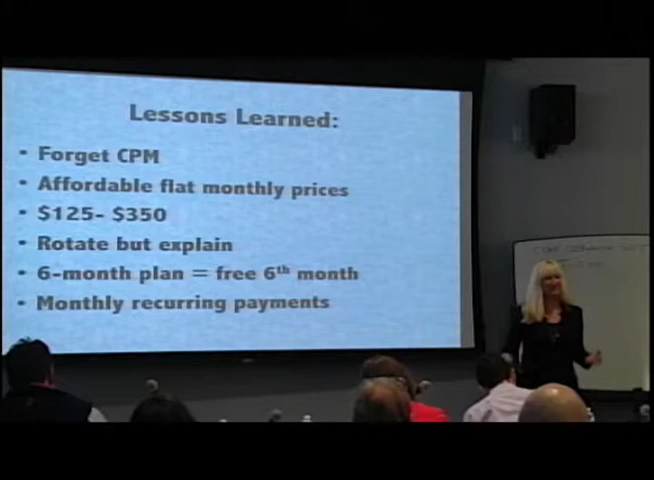 Lessons Learned:
• Forget CPM
• Affordable flat monthly prices
• $125- $350
• Rotate but explain
• 6-month plan = free 6th month
• Monthly recurring payments